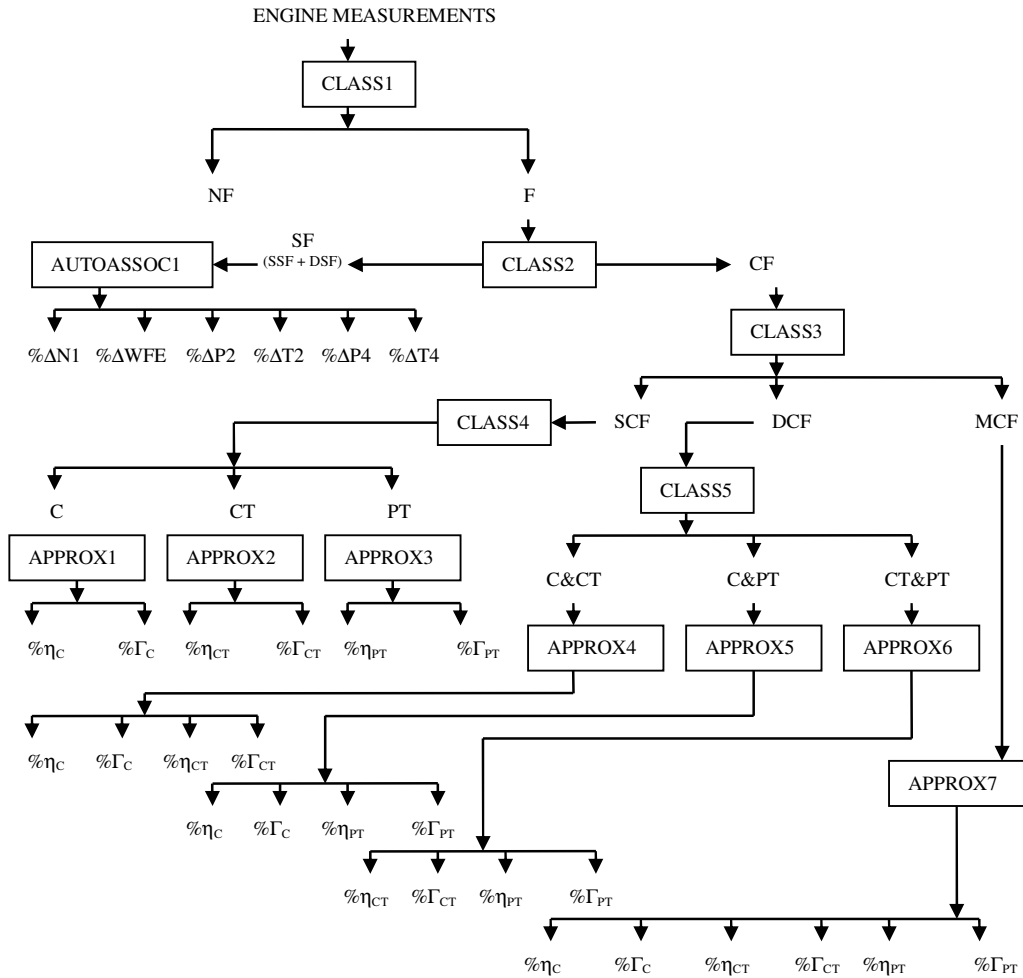 ENGINE MEASUREMENTS
CLASS1
NF F
SF
(SSF + DSF)
AUTOASSOC1 CLASS2 CF
CLASS3
%ΔN1 %ΔWFE %ΔP2 %ΔT2 %ΔP4 %ΔT4
CLASS4 SCF DCF MCF
CLASS5
C CT PT
APPROX1 APPROX2 APPROX3
C&CT C&PT CT&PT
%ηC %ΓC %ηCT %ΓCT %ηPT %ΓPT
APPROX4 APPROX5 APPROX6
%ηC %ΓC %ηCT %ΓCT
APPROX7
%ηC %ΓC %ηPT %ΓPT
%ηCT %ΓCT %ηPT %ΓPT
%ηC %ΓC %ηCT %ΓCT %ηPT %ΓPT